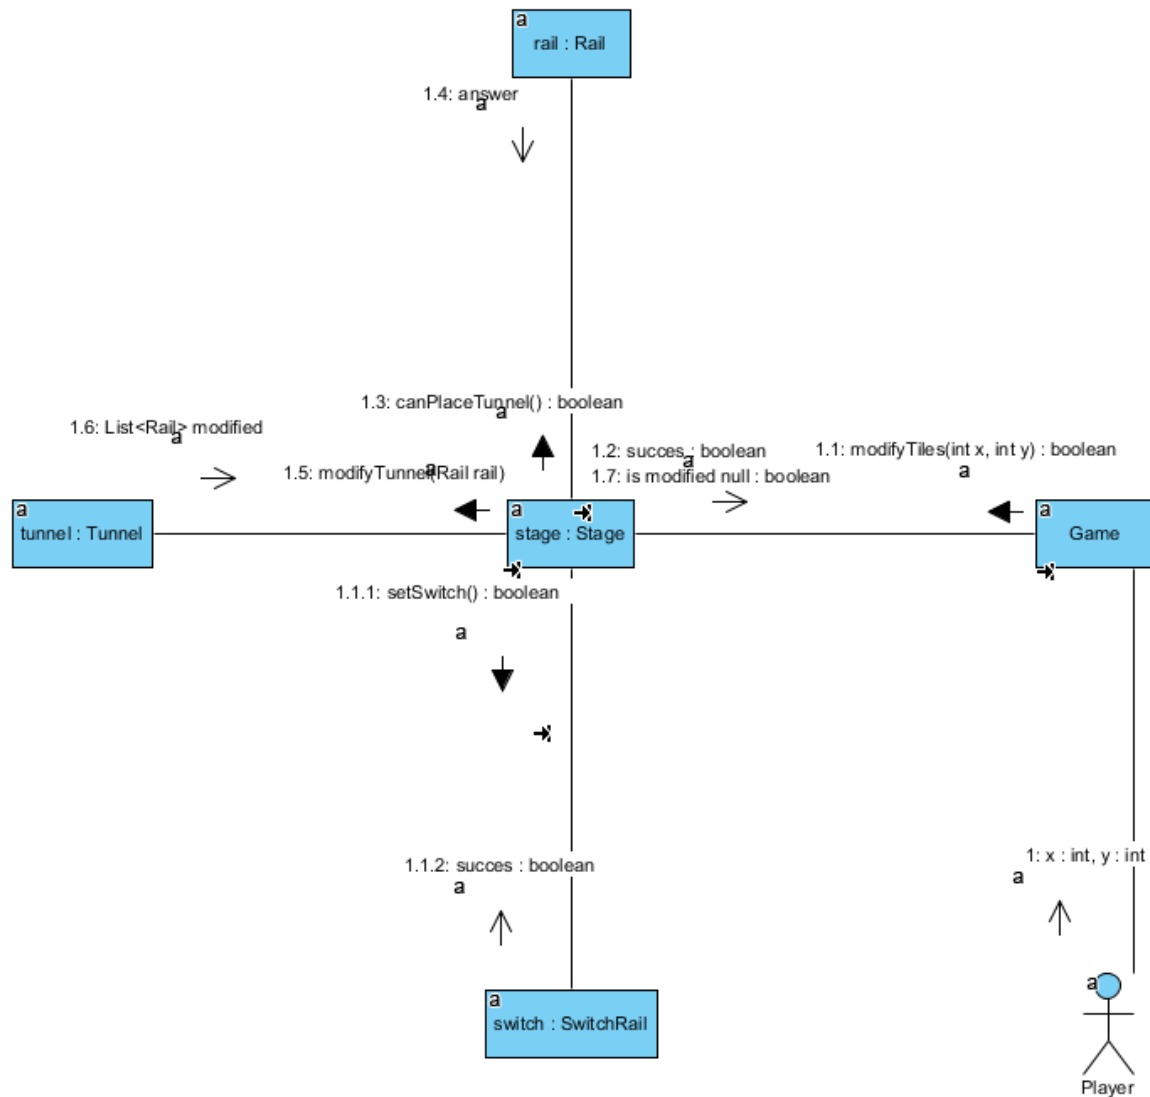 a
rail : Rail
1.4: answer
a
1.3: canPlaceTunnel() : boolean
a
1.6: List<Rail> modified
a
1.5: modifyTunnel(Rail rail)
a
1.2: succes : boolean
a
1.7: is modified null : boolean
1.1: modifyTiles(int x, int y) : boolean
a
a
tunnel : Tunnel
a
stage : Stage
a
Game
1.1.1: setSwitch() : boolean
a
1.1.2: succes : boolean
a
1: x : int, y : int
a
a
switch : SwitchRail
a
Player